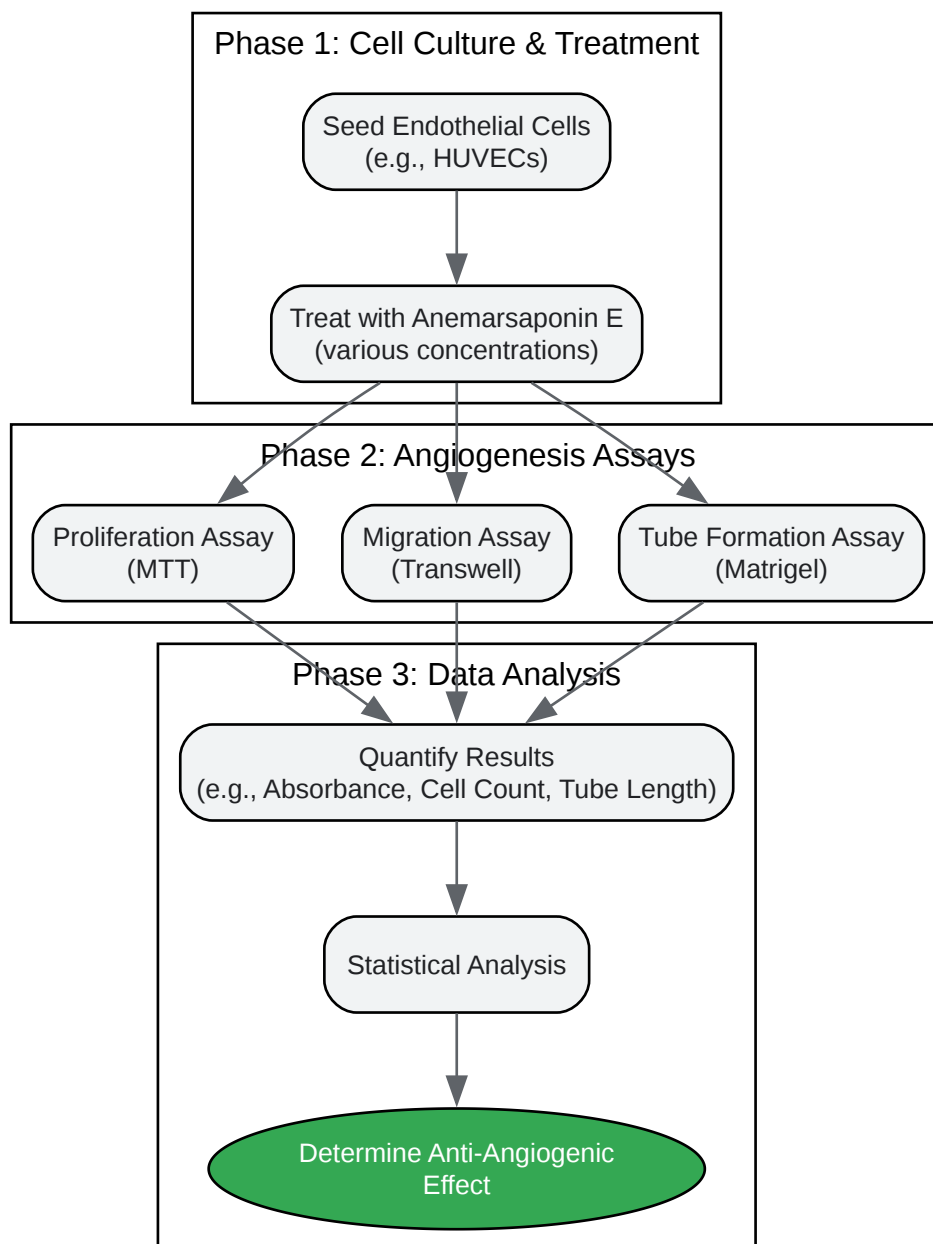 Phase 1: Cell Culture & Treatment
Seed Endothelial Cells
(e.g., HUVECs)
Treat with Anemarsaponin E
(various concentrations)
Phase 2: Angiogenesis Assays
Proliferation Assay
(MTT)
Migration Assay
(Transwell)
Tube Formation Assay
(Matrigel)
Phase 3: Data Analysis
Quantify Results
(e.g., Absorbance, Cell Count, Tube Length)
Statistical Analysis
Determine Anti-Angiogenic
Effect